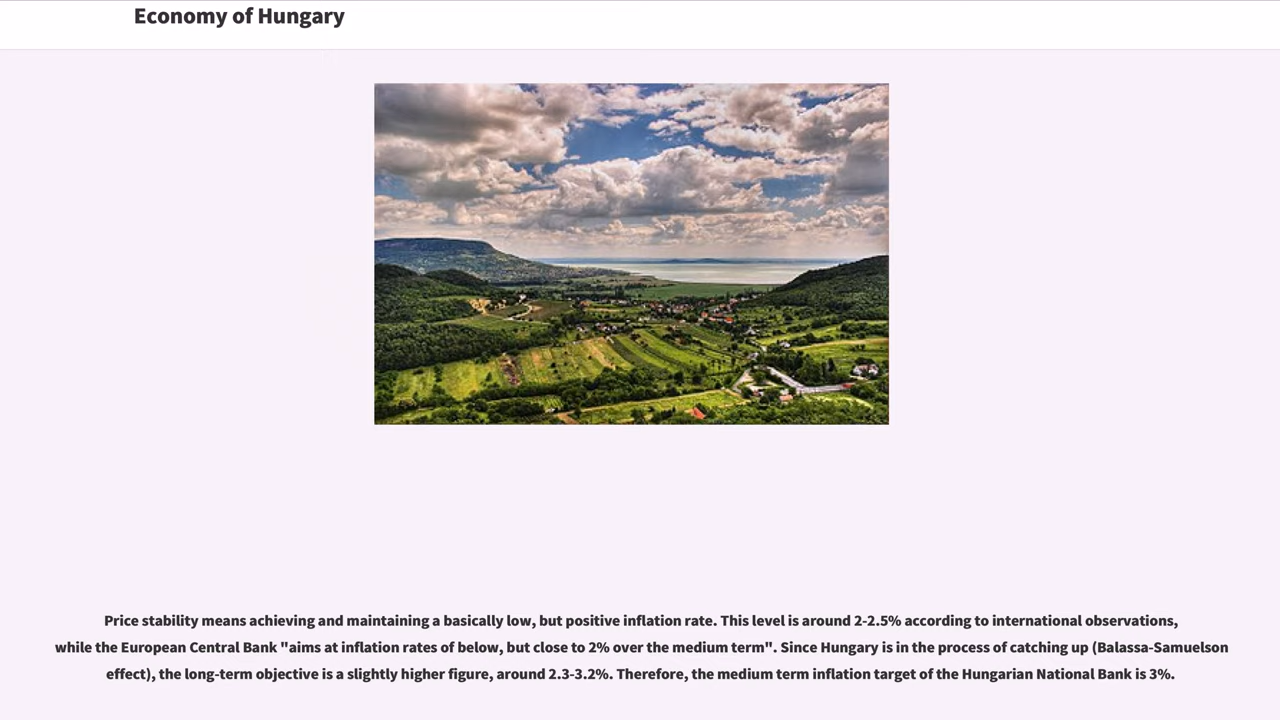 Economy of Hungary
Price stability means achieving and maintaining a basically low, but positive inflation rate. This level is around 2-2.5% according to international observations,
while the European Central Bank "aims at inflation rates of below, but close to 2% over the medium term". Since Hungary is in the process of catching up (Balassa-Samuelson
effect), the long-term objective is a slightly higher figure, around 2.3-3.2%. Therefore, the medium term inflation target of the Hungarian National Bank is 3%.